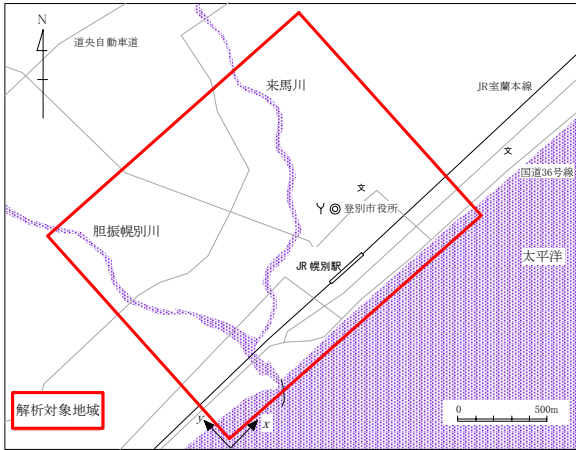 N
道央自動車道
来馬川
JR室蘭本線
文
文
国道36号線
登別市役所
胆振幌別川
JR 幌別駅
太平洋
解析対象地域
y
x
0 500m